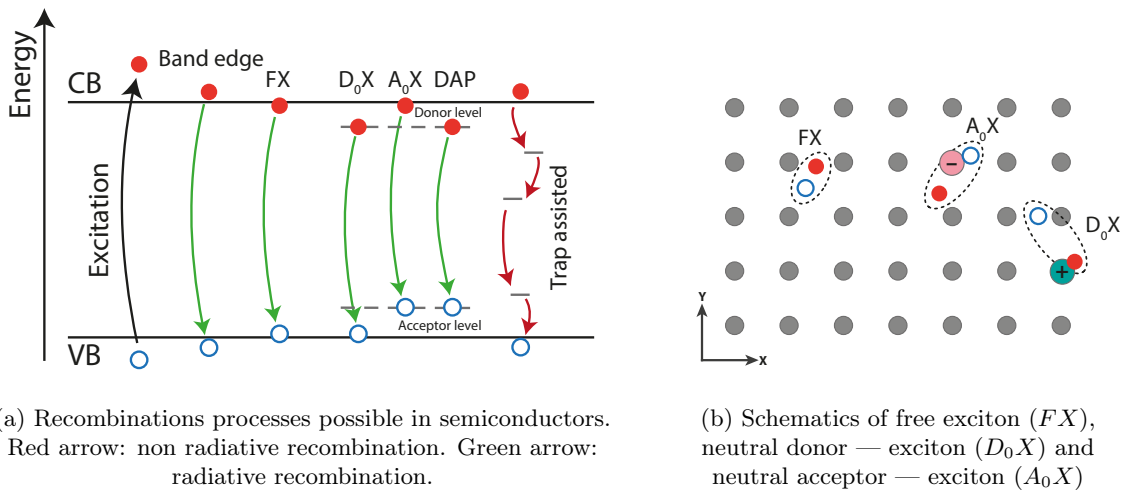 Energy
CB
VB
Excitation
Band edge
FX
D₀X
A₀X
DAP
Donor level
Acceptor level
Trap assisted
FX
A₀X
-
D₀X
+
Y
X
a) Recombinations processes possible in semiconductors.
Red arrow: non radiative recombination. Green arrow:
radiative recombination.
(b) Schematics of free exciton (FX),
neutral donor — exciton (D₀X) and
neutral acceptor — exciton (A₀X)